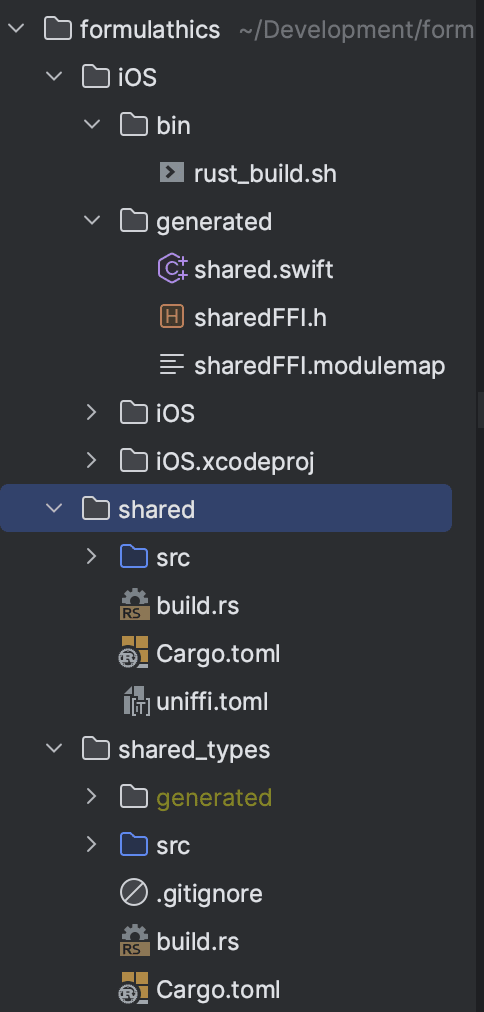 formulathics ~/Development/form
iOS
bin
rust_build.sh
generated
shared.swift
sharedFFI.h
sharedFFI.modulemap
iOS
iOS.xcodeproj
shared
src
build.rs
Cargo.toml
uniffi.toml
shared_types
generated
src
.gitignore
build.rs
Cargo.toml